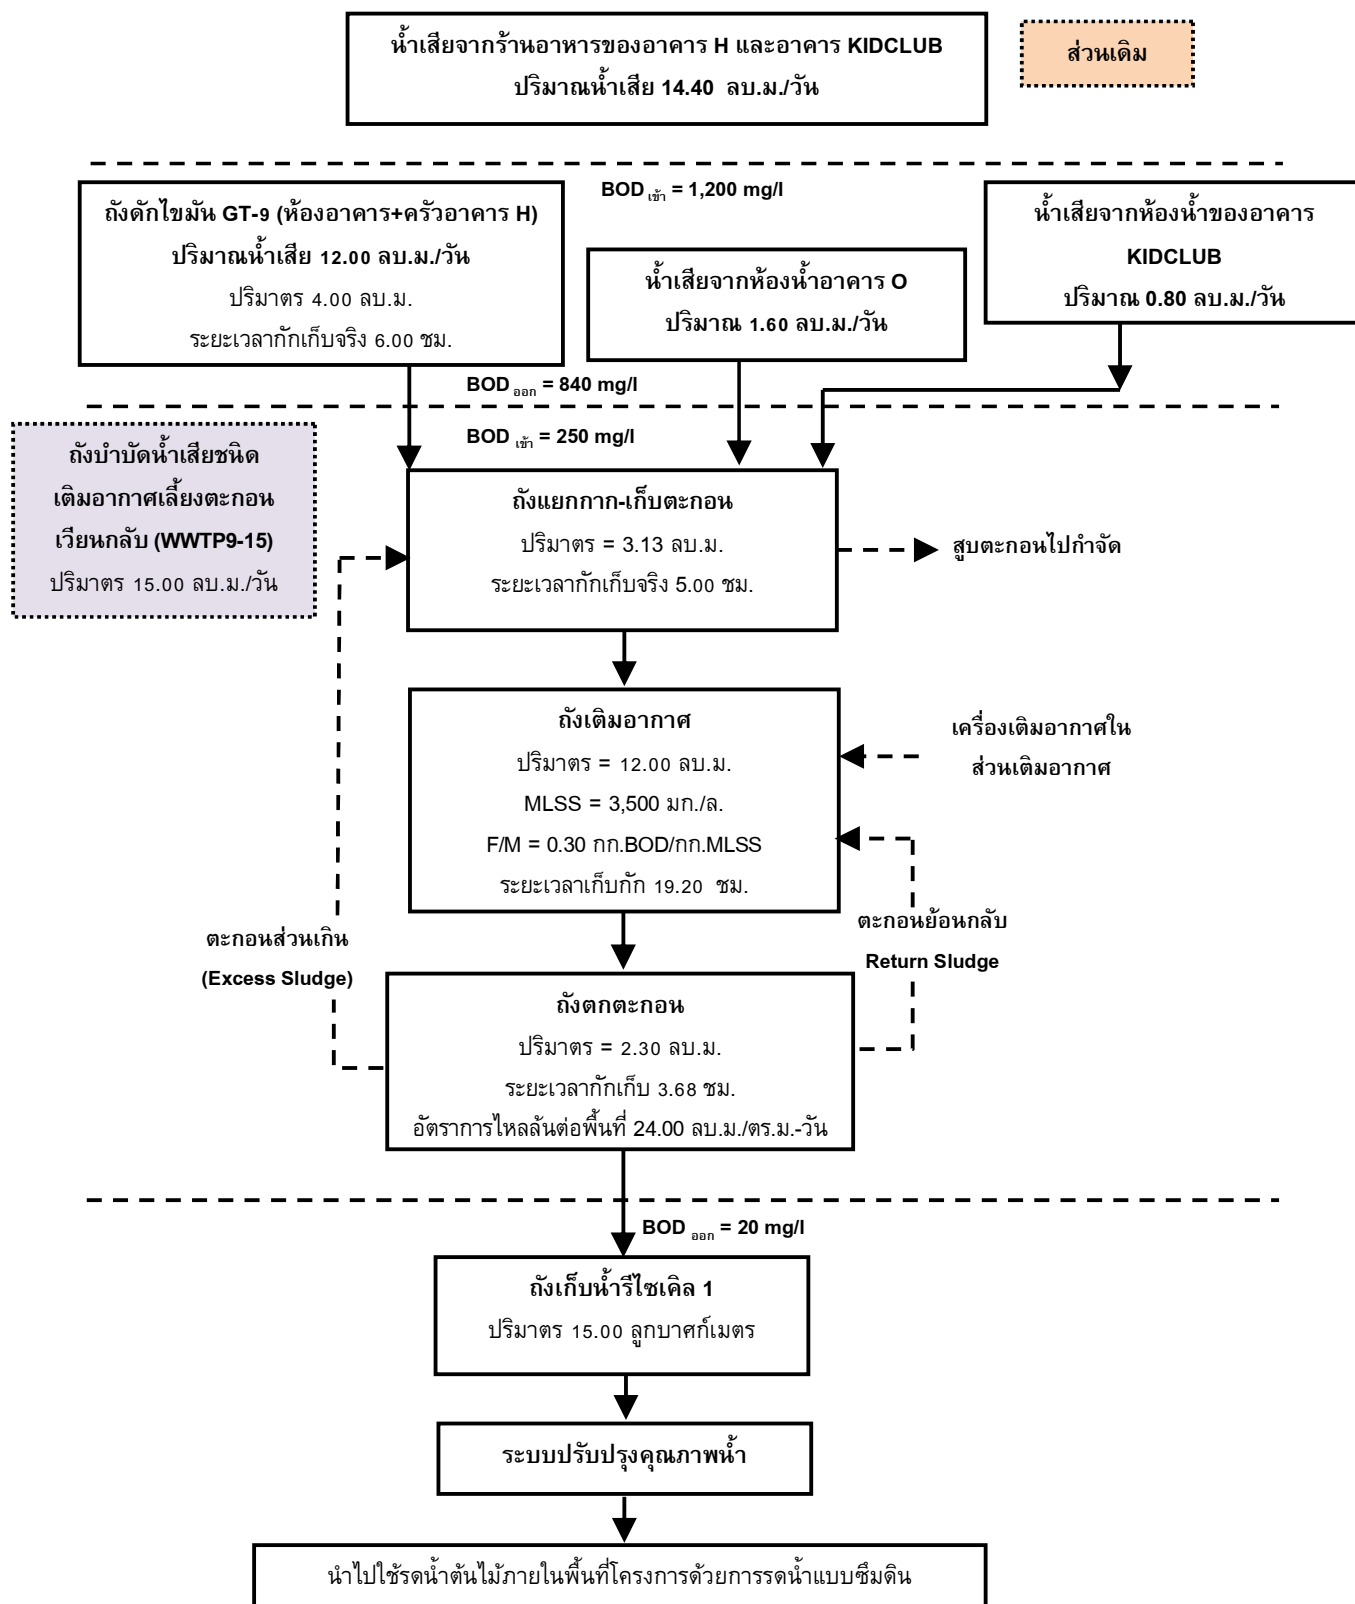 น้ำเสียจากร้านอาหารของอาคาร H และอาคาร KIDCLUB
ปริมาณน้ำเสีย 14.40 ลบ.ม./วัน
ส่วนเดิม
BOD เข้า = 1,200 mg/l
ถังดักไขมัน GT-9 (ห้องอาคาร+ครัวอาคาร H)
ปริมาณน้ำเสีย 12.00 ลบ.ม./วัน
ปริมาตร 4.00 ลบ.ม.
ระยะเวลากักเก็บจริง 6.00 ชม.
น้ำเสียจากห้องน้ำอาคาร O
ปริมาณ 1.60 ลบ.ม./วัน
น้ำเสียจากห้องน้ำของอาคาร
KIDCLUB
ปริมาณ 0.80 ลบ.ม./วัน
BOD ออก = 840 mg/l
BOD เข้า = 250 mg/l
ถังบำบัดน้ำเสียชนิด
เติมอากาศเลี้ยงตะกอน
เวียนกลับ (WWTP9-15)
ปริมาตร 15.00 ลบ.ม./วัน
ถังแยกกาก-เก็บตะกอน
ปริมาตร = 3.13 ลบ.ม.
ระยะเวลากักเก็บจริง 5.00 ชม.
สูบตะกอนไปกำจัด
ถังเติมอากาศ
ปริมาตร = 12.00 ลบ.ม.
MLSS = 3,500 มก./ล.
F/M = 0.30 กก.BOD/กก.MLSS
ระยะเวลาเก็บกัก 19.20 ชม.
เครื่องเติมอากาศใน
ส่วนเติมอากาศ
ตะกอนส่วนเกิน
(Excess Sludge)
ตะกอนย้อนกลับ
Return Sludge
ถังตกตะกอน
ปริมาตร = 2.30 ลบ.ม.
ระยะเวลากักเก็บ 3.68 ชม.
อัตราการไหลล้นต่อพื้นที่ 24.00 ลบ.ม./ตร.ม.-วัน
BOD ออก = 20 mg/l
ถังเก็บน้ำรีไซเคิล 1
ปริมาตร 15.00 ลูกบาศก์เมตร
ระบบปรับปรุงคุณภาพน้ำ
นำไปใช้รดน้ำต้นไม้ภายในพื้นที่โครงการด้วยการรดน้ำแบบซึมดิน